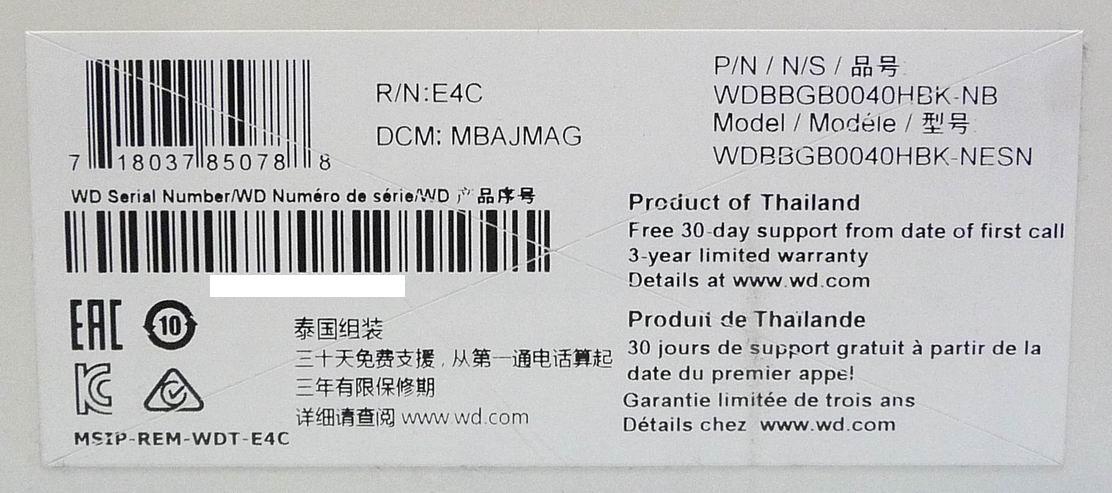 7 18037 85078 8
R/N:E4C
DCM: MBAJMAG
P/N / N/S / 品号
WDBBGB0040HBK-NB
Model / Modéle / 型号
WDBBGB0040HBK-NESN
WD Serial Number/WD Numéro de série/WD 产品序号
Product of Thailand
Free 30-day support from date of first call
3-year limited warranty
Details at www.wd.com
EAC
10
MSIP-REM-WDT-E4C
泰国组装
三十天免费支援 , 从第一通电话算起
三年有限保修期
详细请查阅 www.wd.com
Produit de Thaïlande
30 jours de support gratuit à partir de la
date du premier appel
Garantie limitée de trois ans
Détails chez www.wd.com